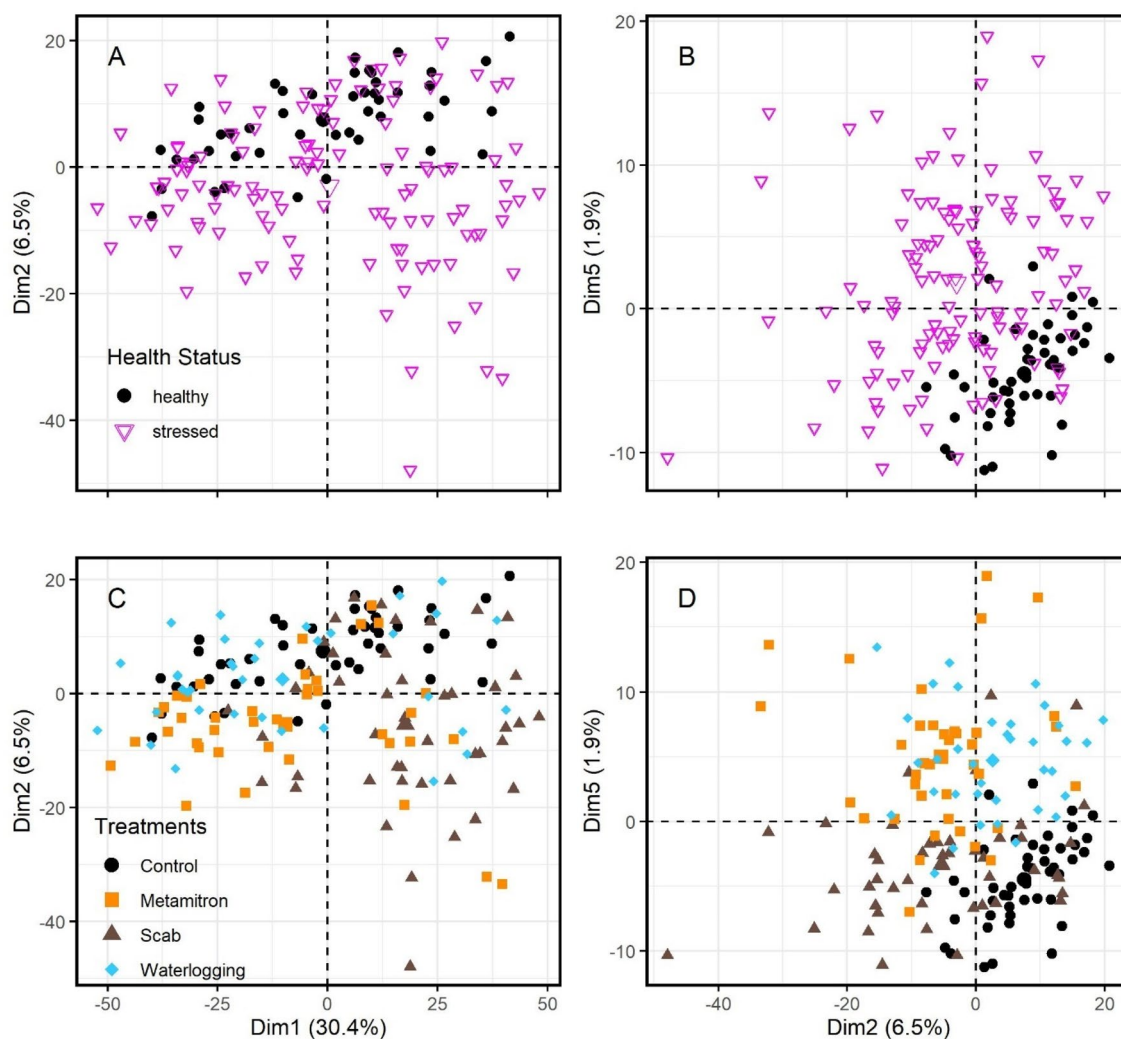 A
20
0
-20
-40
Dim2 (6.5%)
Health Status
healthy
stressed
B
20
10
0
-10
Dim5 (1.9%)
C
20
0
-20
-40
Dim2 (6.5%)
Treatments
Control
Metamitron
Scab
Waterlogging
-50 -25 0 25 50
Dim1 (30.4%)
D
20
10
0
-10
Dim5 (1.9%)
-40 -20 0 20
Dim2 (6.5%)